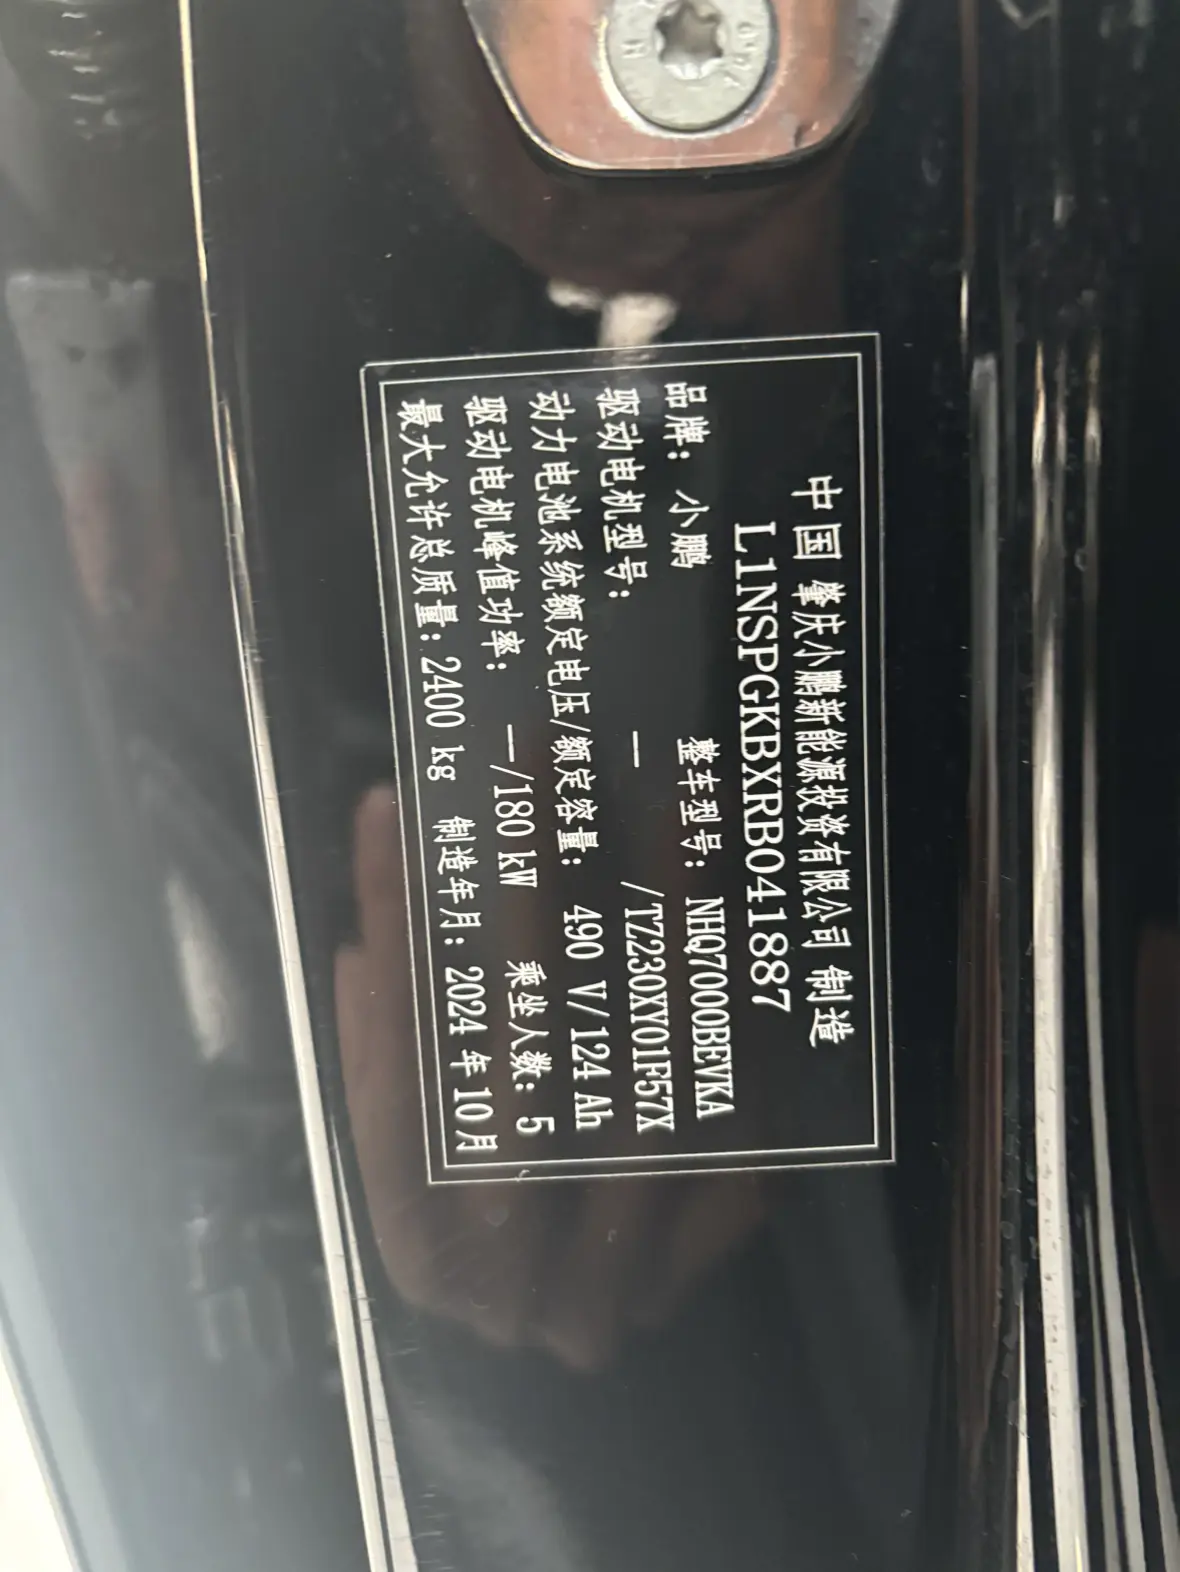 中国 肇庆小鹏新能源投资有限公司 制造
L1NSPGKBXRB041887
品牌: 小鹏 整车型号: NHQ7000BEVKA
驱动电机型号: — /TZ230XY01F57X
动力电池系统额定电压/额定容量: 490 V/124 Ah
驱动电机峰值功率: —/180 kW 乘坐人数: 5
最大允许总质量: 2400 kg 制造年月: 2024 年 10 月